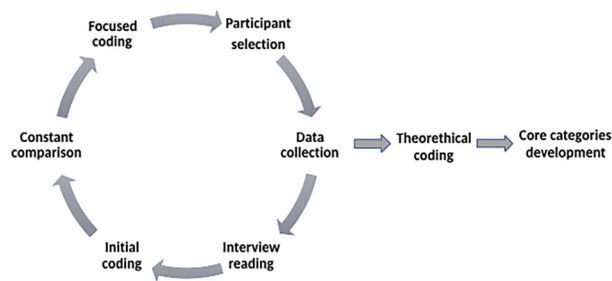 Focused
coding
Participant
selection
Data
collection
Theorethical
coding
Core categories
development
Interview
reading
Initial
coding
Constant
comparison